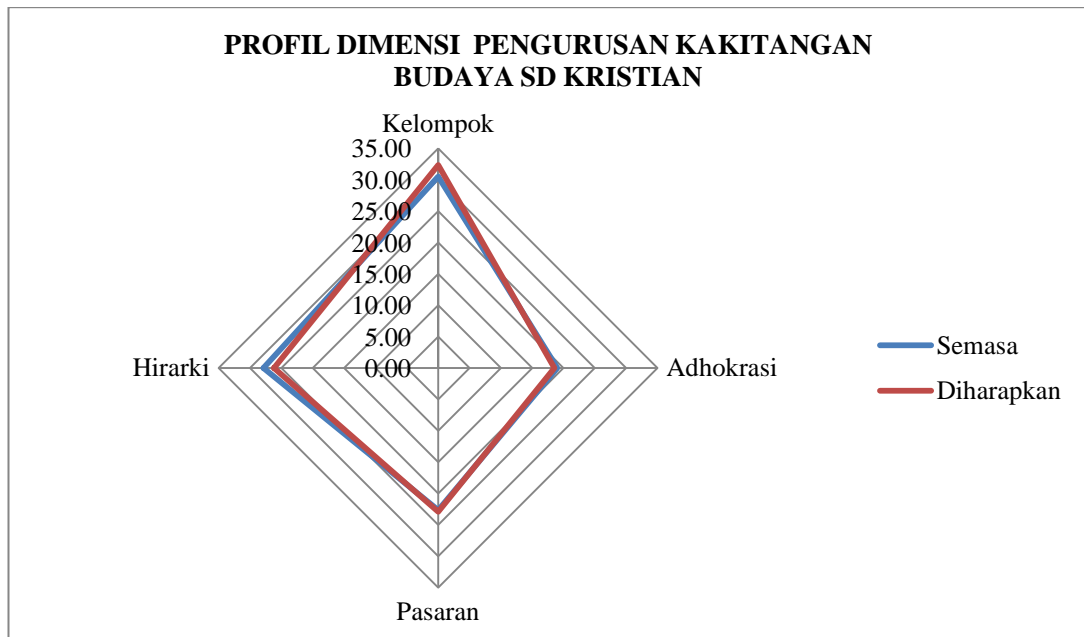 PROFIL DIMENSI PENGURUSAN KAKITANGAN
BUDAYA SD KRISTIAN
Kelompok
35.00
30.00
25.00
20.00
15.00
10.00
5.00
0.00
Hirarki
Adhokrasi
Pasaran
Semasa
Diharapkan